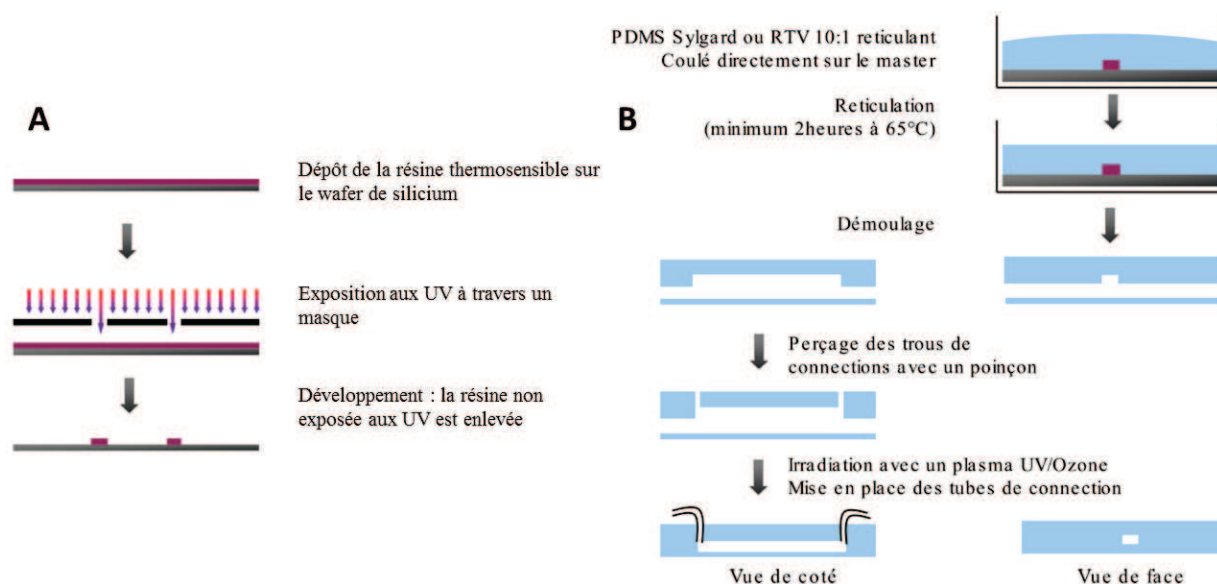 A
Dépôt de la résine thermosensible sur
le wafer de silicium
Exposition aux UV à travers un
masque
Développement : la résine non
exposée aux UV est enlevée
B
PDMS Sylgard ou RTV 10:1 reticulant
Coulé directement sur le master
Reticulation
(minimum 2heures à 65°C)
Démoulage
Perçage des trous de
connections avec un poinçon
Irradiation avec un plasma UV/Ozone
Mise en place des tubes de connection
Vue de coté
Vue de face